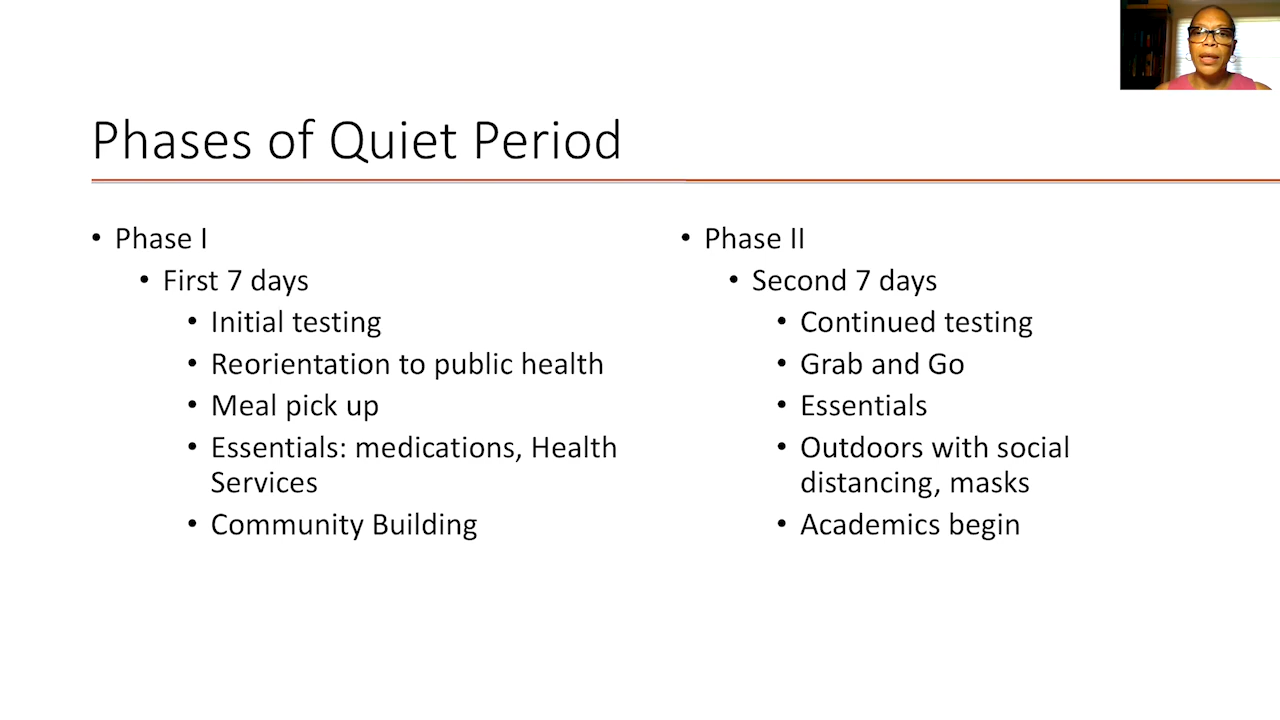 Phases of Quiet Period
• Phase I
• First 7 days
• Initial testing
• Reorientation to public health
• Meal pick up
• Essentials: medications, Health
Services
• Community Building
• Phase II
• Second 7 days
• Continued testing
• Grab and Go
• Essentials
• Outdoors with social
distancing, masks
• Academics begin